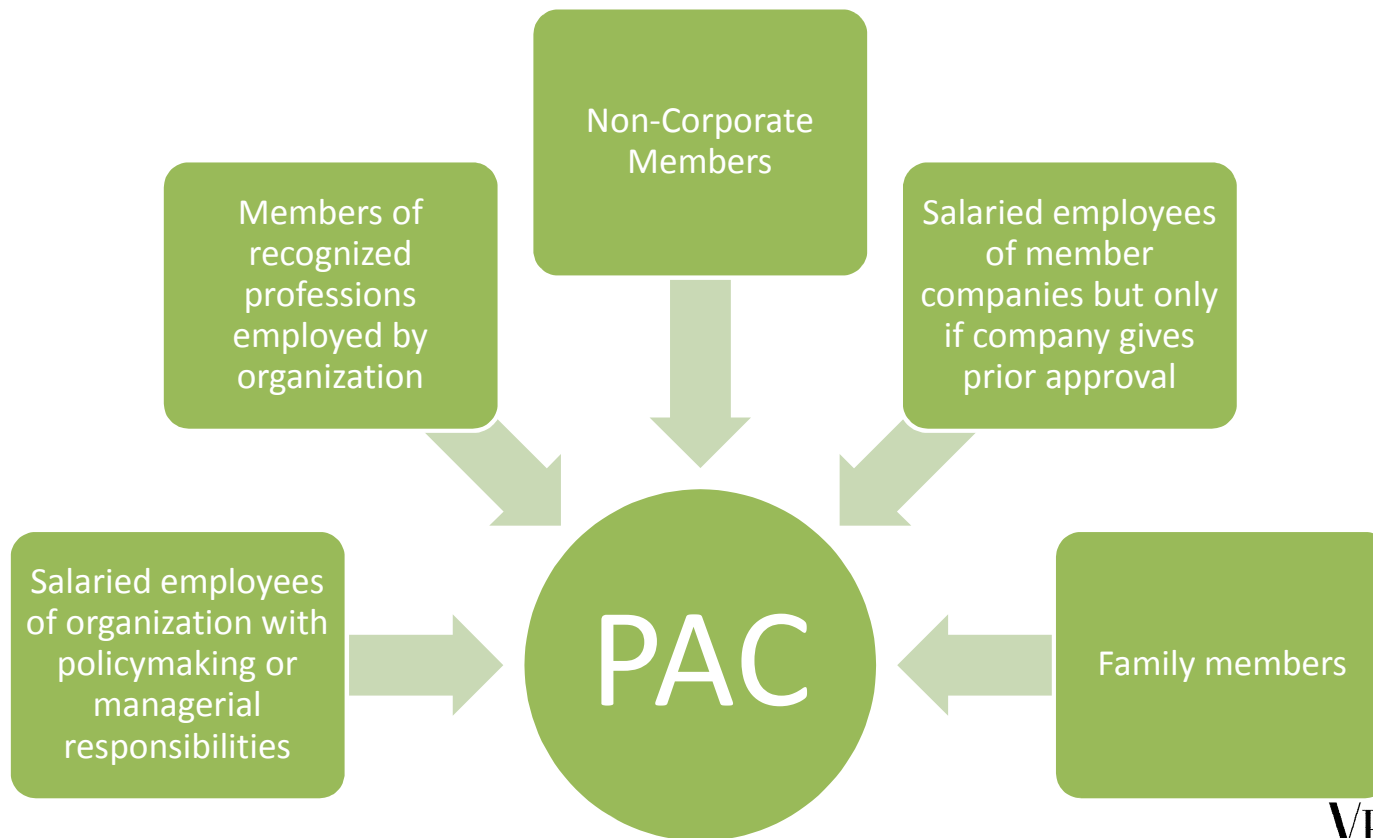 Non-Corporate
Members
Members of
recognized
professions
employed by
organization
Salaried employees
of member
companies but only
if company gives
prior approval
Salaried employees
of organization with
policymaking or
managerial
responsibilities
PAC
Family members